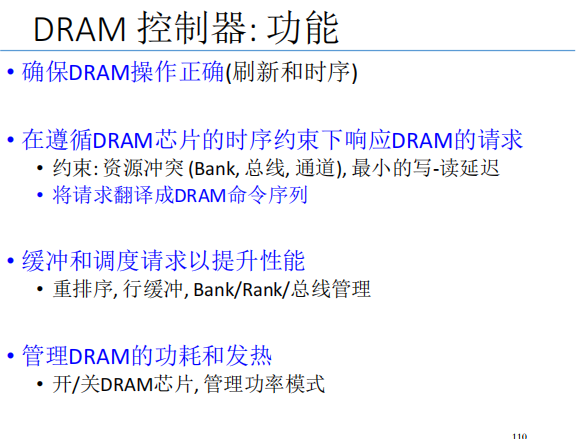 DRAM 控制器: 功能
• 确保DRAM操作正确(刷新和时序)
• 在遵循DRAM芯片的时序约束下响应DRAM的请求
• 约束: 资源冲突 (Bank, 总线, 通道), 最小的写-读延迟
• 将请求翻译成DRAM命令序列
• 缓冲和调度请求以提升性能
• 重排序, 行缓冲, Bank/Rank/总线管理
• 管理DRAM的功耗和发热
• 开/关DRAM芯片, 管理功率模式
110